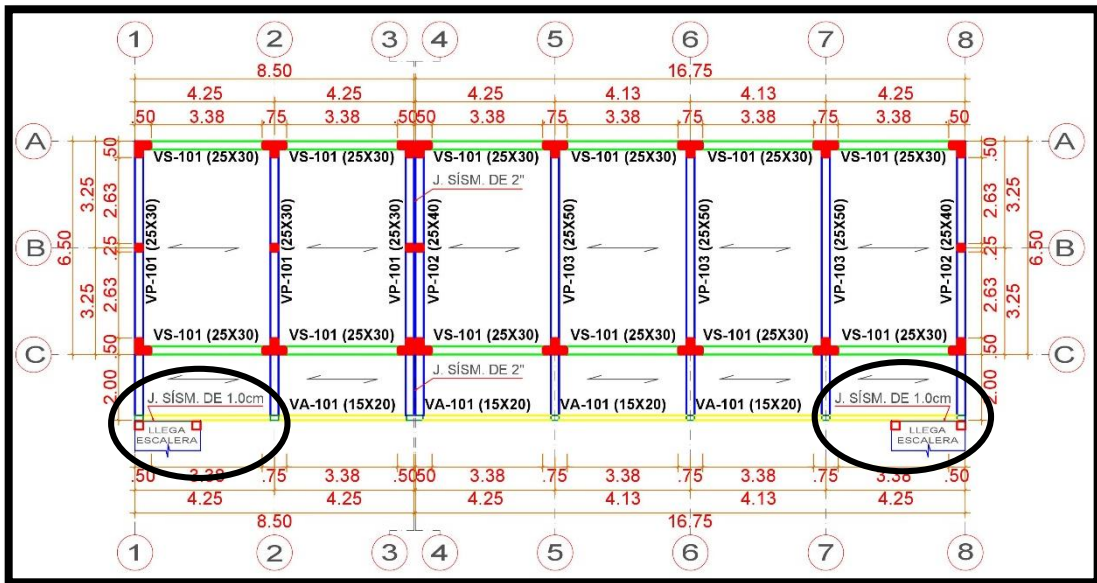 1 2 3 4 5 6 7 8
8.50 16.75
4.25 4.25 4.25 4.13 4.13 4.25
.50 3.38 .75 3.38 .50 .50 3.38 .75 3.38 .75 3.38 .75 3.38 .50
A A
VS-101 (25X30) VS-101 (25X30) VS-101 (25X30) VS-101 (25X30) VS-101 (25X30) VS-101 (25X30)
J. SÍSM. DE 2"
.50 .50
2.63 2.63
3.25 3.25
VP-101 (25X30) VP-101 (25X30) VP-101 (25X30) VP-102 (25X40) VP-103 (25X50) VP-103 (25X50) VP-103 (25X50) VP-102 (25X40)
B B
6.50 .25 .25 6.50
2.63 2.63
3.25 3.25
VS-101 (25X30) VS-101 (25X30) VS-101 (25X30) VS-101 (25X30) VS-101 (25X30) VS-101 (25X30)
.50 .50
C C
J. SÍSM. DE 2"
2.00 2.00
J. SÍSM. DE 1.0cm VA-101 (15X20) VA-101 (15X20) VA-101 (15X20) VA-101 (15X20) J. SÍSM. DE 1.0cm
LLEGA LLEGA
ESCALERA ESCALERA
.50 3.38 .75 3.38 .50 .50 3.38 .75 3.38 .75 3.38 .75 3.38 .50
4.25 4.25 4.25 4.13 4.13 4.25
8.50 16.75
1 2 3 4 5 6 7 8